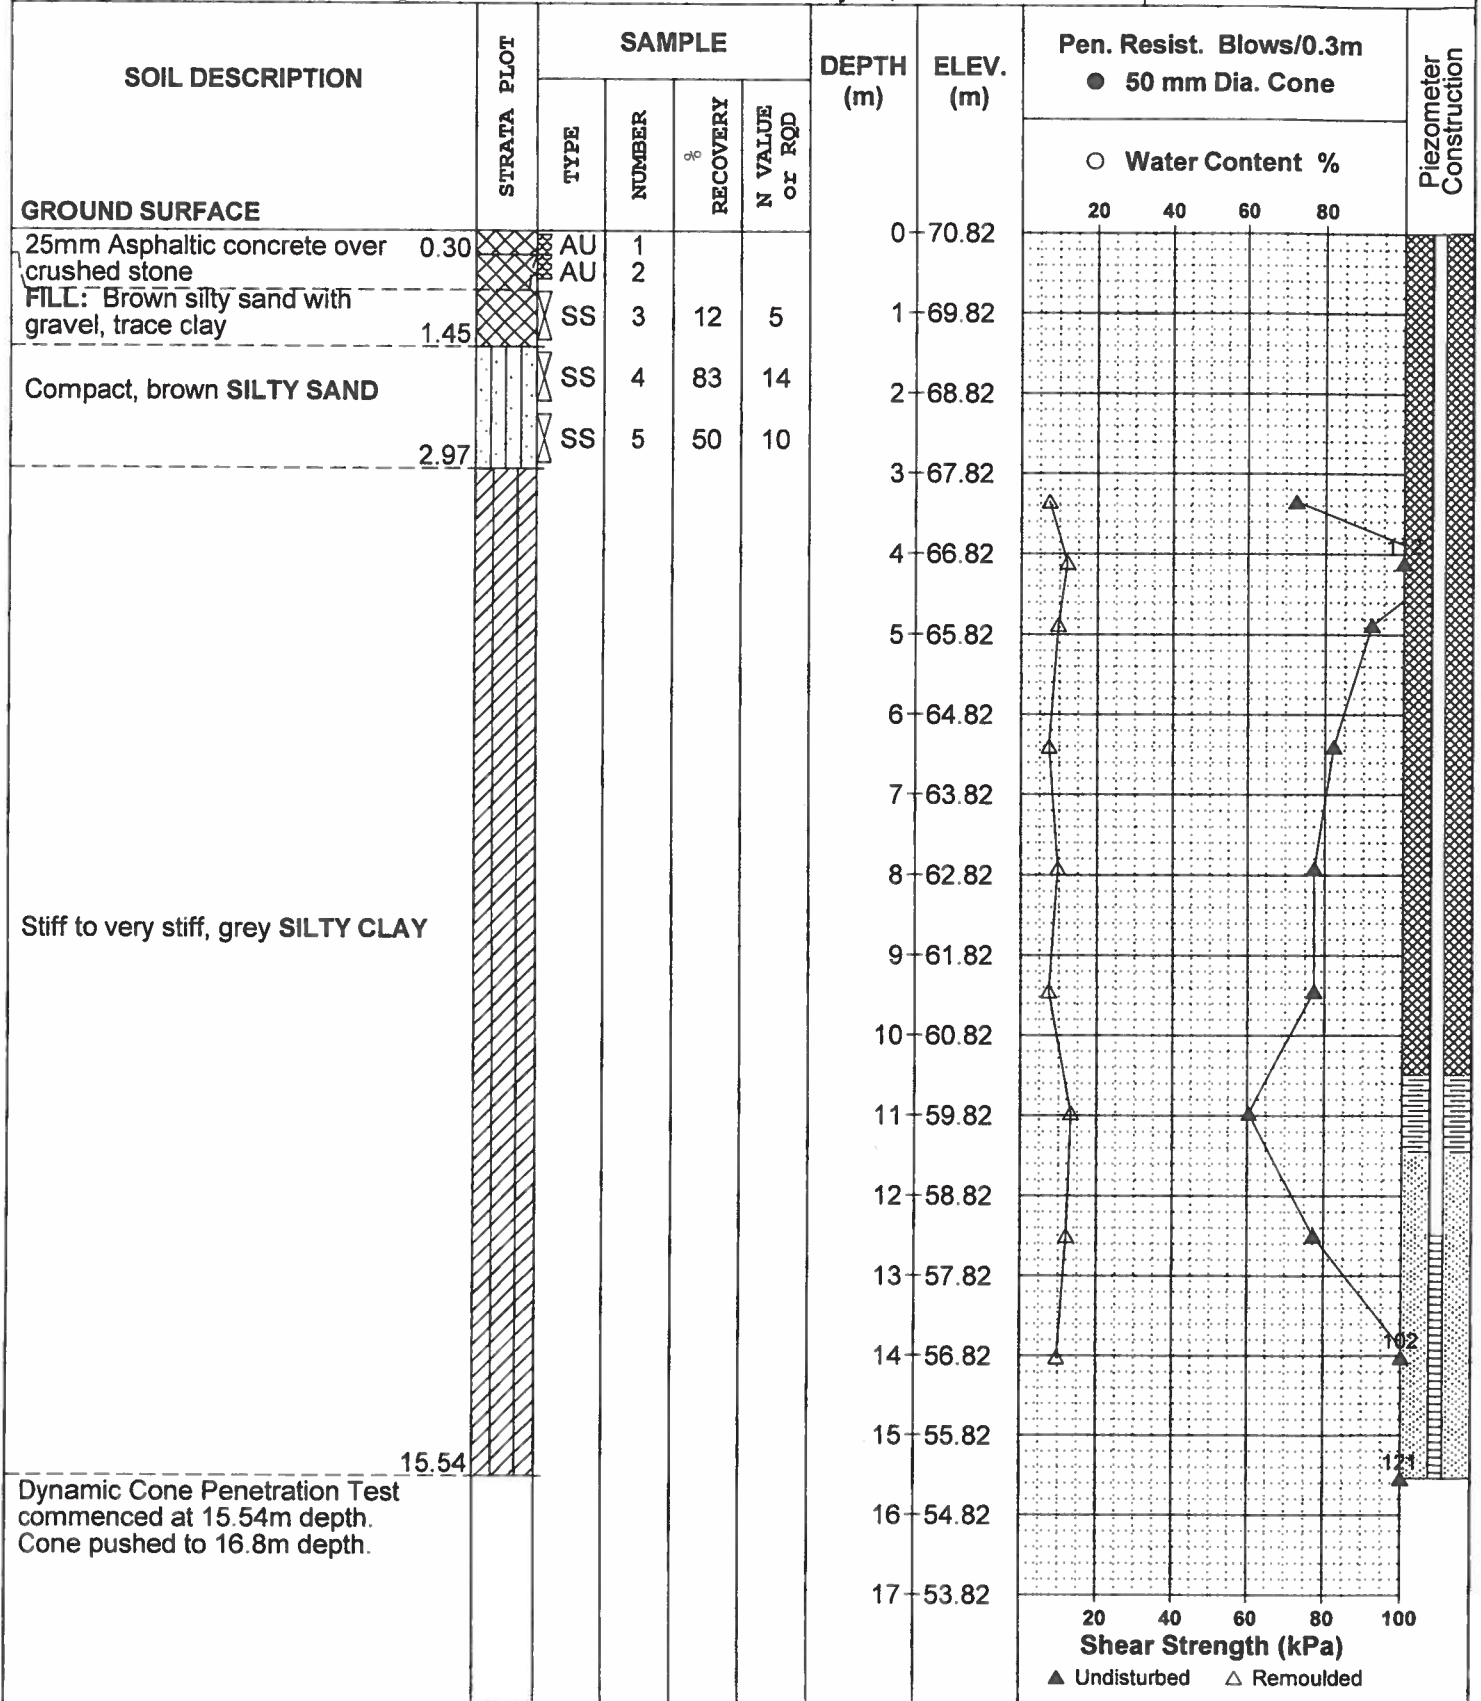 SOIL DESCRIPTION
STRATA PLOT
SAMPLE
TYPE
NUMBER
% RECOVERY
N VALUE or RQD
DEPTH (m)
ELEV. (m)
Pen. Resist. Blows/0.3m
● 50 mm Dia. Cone
○ Water Content %
Piezometer Construction
20 40 60 80
GROUND SURFACE
0 70.82
25mm Asphaltic concrete over 0.30
crushed stone
AU 1
AU 2
FILL: Brown silty sand with
gravel, trace clay 1.45
SS 3 12 5
1 69.82
Compact, brown SILTY SAND
2.97
SS 4 83 14
2 68.82
SS 5 50 10
3 67.82
4 66.82
5 65.82
6 64.82
7 63.82
8 62.82
Stiff to very stiff, grey SILTY CLAY
9 61.82
10 60.82
11 59.82
12 58.82
13 57.82
102
14 56.82
15 55.82
15.54
121
Dynamic Cone Penetration Test
commenced at 15.54m depth.
Cone pushed to 16.8m depth.
16 54.82
17 53.82
20 40 60 80 100
Shear Strength (kPa)
▲ Undisturbed △ Remoulded